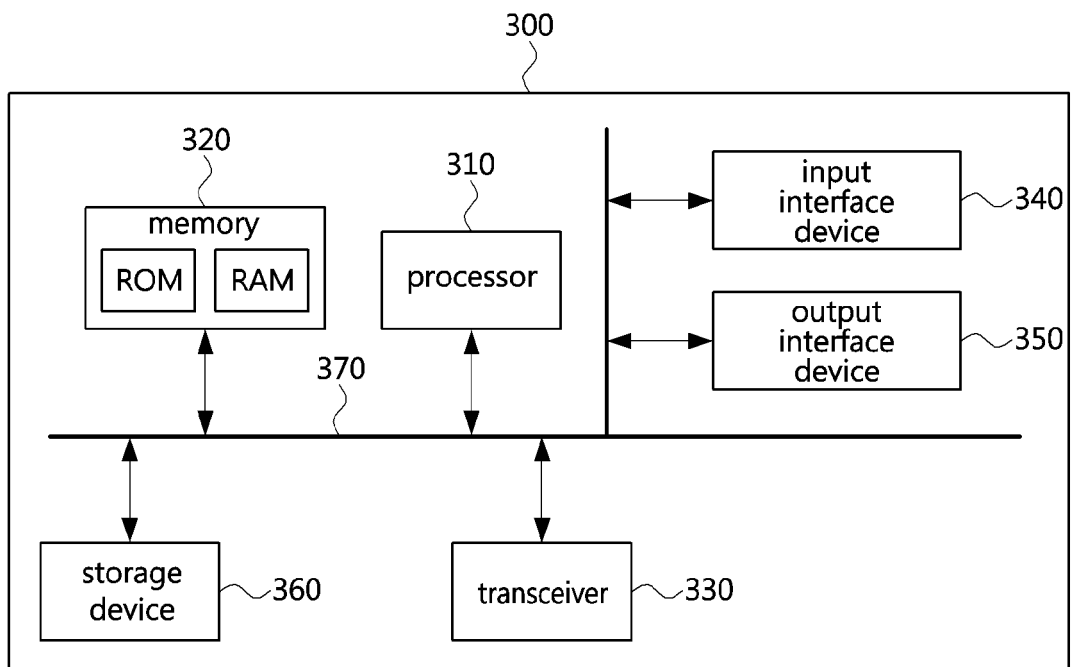 300
320
310
memory
ROM
RAM
processor
input
interface
device
340
output
interface
device
350
370
storage
device
360
transceiver
330